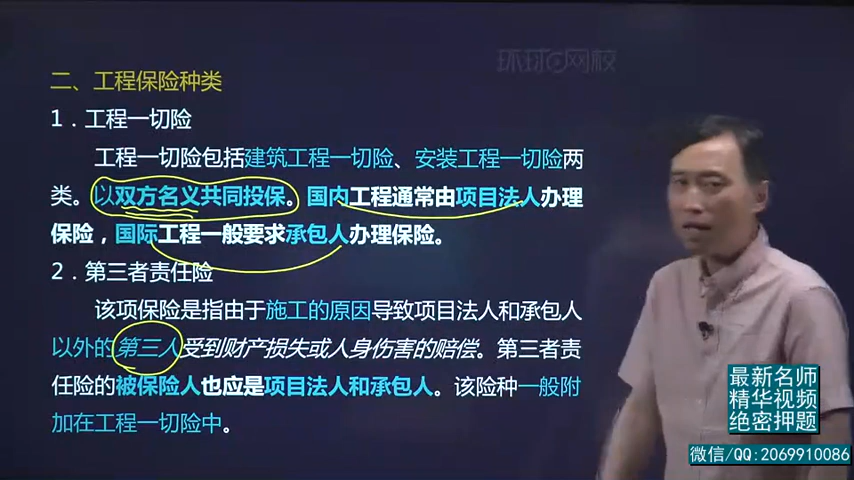 环球e网校
二、工程保险种类
1．工程一切险
工程一切险包括建筑工程一切险、安装工程一切险两
类。以双方名义共同投保。国内工程通常由项目法人办理
保险，国际工程一般要求承包人办理保险。
2．第三者责任险
该项保险是指由于施工的原因导致项目法人和承包人
以外的第三人受到财产损失或人身伤害的赔偿。第三者责
任险的被保险人也应是项目法人和承包人。该险种一般附
加在工程一切险中。
最新名师
精华视频
绝密押题
微信/QQ:2069910086